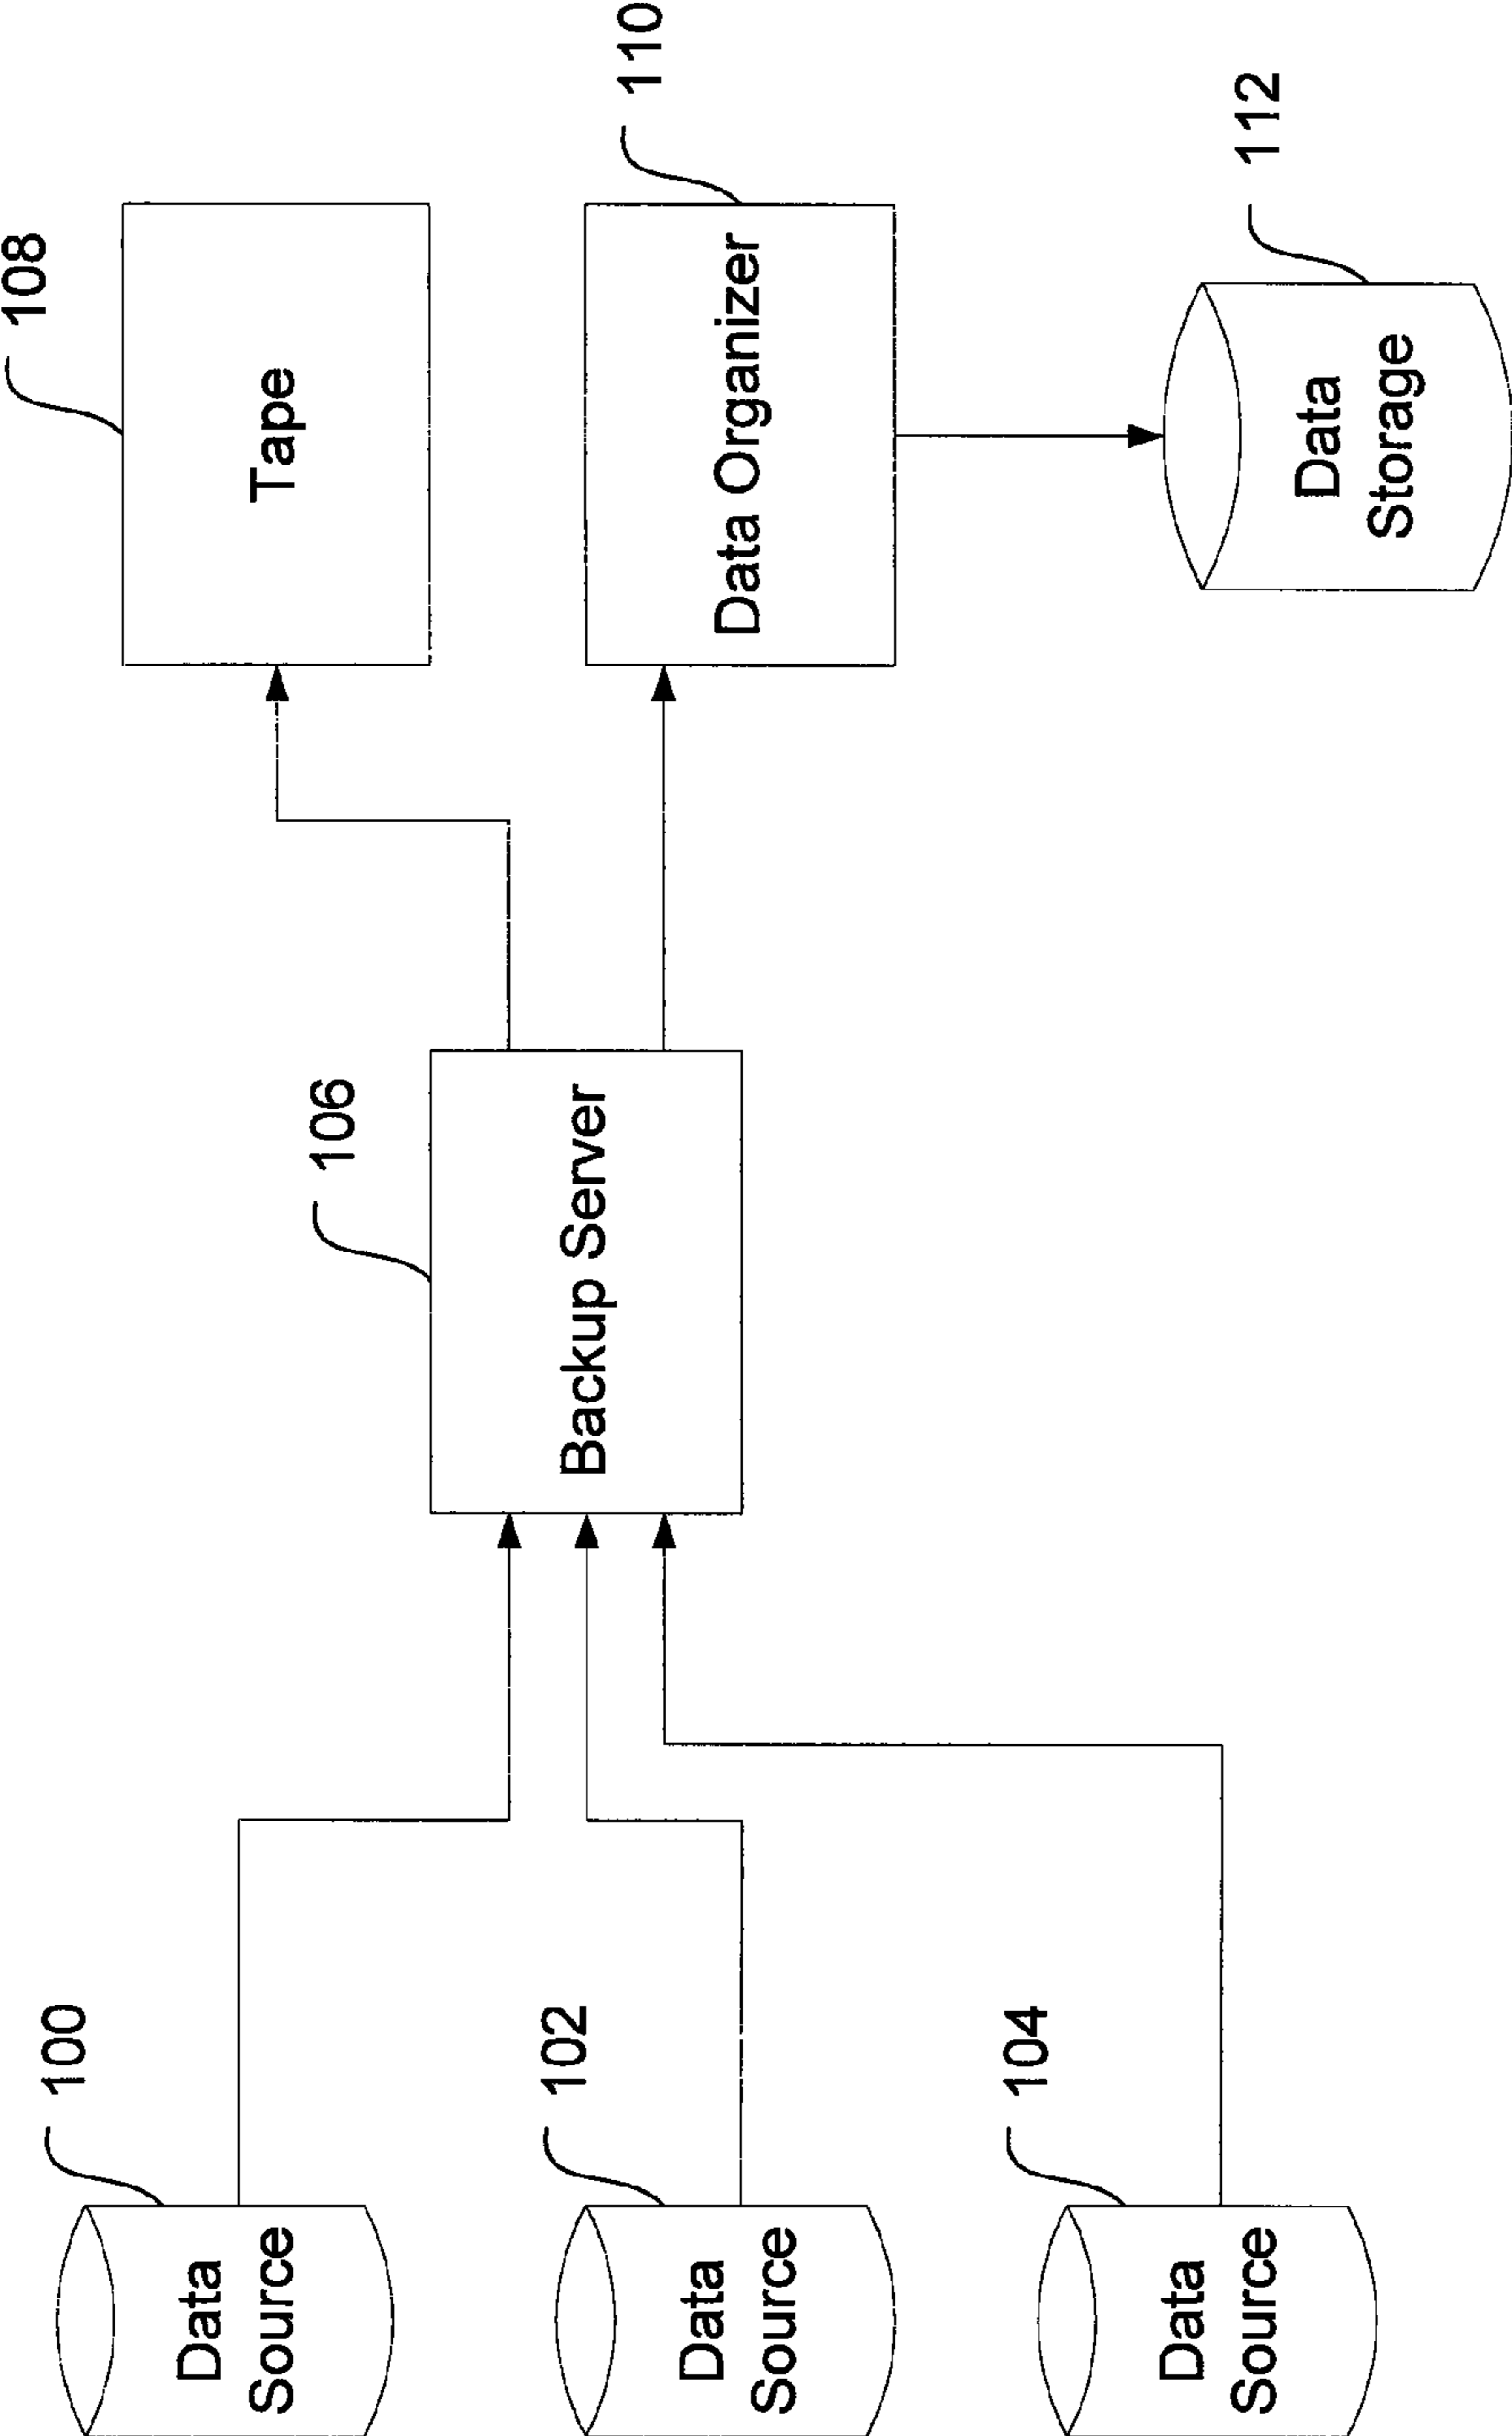 100
Data
Source
102
Data
Source
104
Data
Source
106
Backup Server
108
Tape
110
Data Organizer
112
Data
Storage